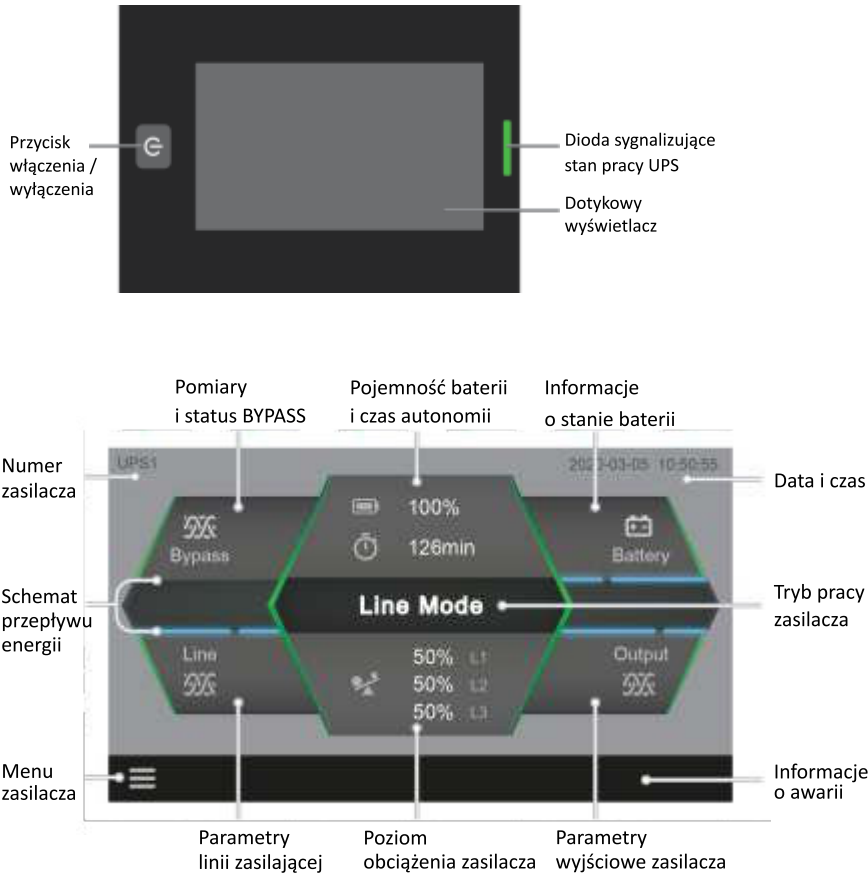 Przycisk
włączenia /
wyłączenia
Dioda sygnalizujące
stan pracy UPS
Dotykowy
wyświetlacz
Pomiary
i status BYPASS
Pojemność baterii
i czas autonomii
Informacje
o stanie baterii
Numer
zasilacza
UPS1
2020-03-05 10:50:55
Data i czas
100%
126min
Bypass
Battery
Schemat
przepływu
energii
Line Mode
Tryb pracy
zasilacza
Line
Output
50% L1
50% L2
50% L3
Menu
zasilacza
Informacje
o awarii
Parametry
linii zasilającej
Poziom
obciążenia zasilacza
Parametry
wyjściowe zasilacza